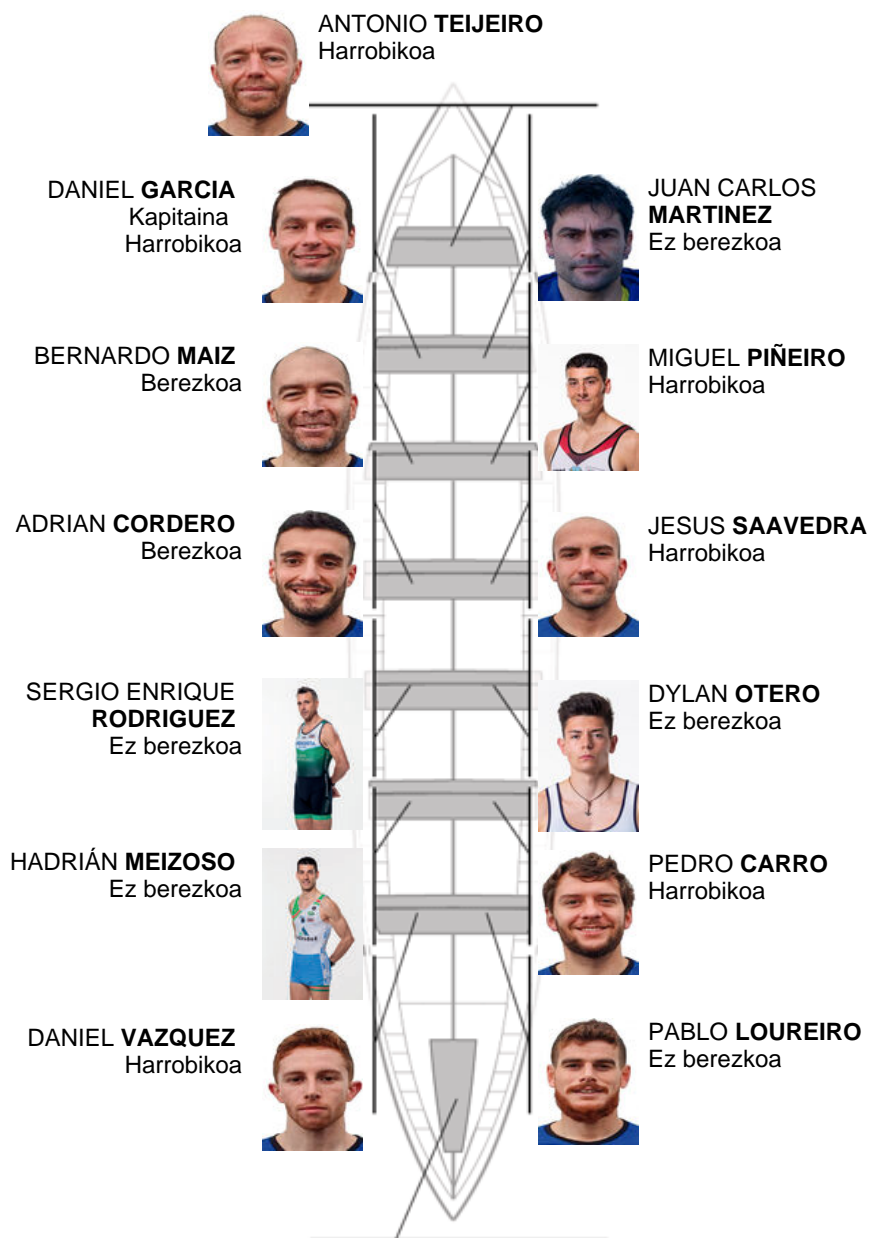 ANTONIO TEIJEIRO
Harrobikoa
DANIEL GARCIA
Kapitaina
Harrobikoa
JUAN CARLOS
MARTINEZ
Ez berezkoa
BERNARDO MAIZ
Berezkoa
MIGUEL PIÑEIRO
Harrobikoa
ADRIAN CORDERO
Berezkoa
JESUS SAAVEDRA
Harrobikoa
SERGIO ENRIQUE
RODRIGUEZ
Ez berezkoa
DYLAN OTERO
Ez berezkoa
HADRIÁN MEIZOSO
Ez berezkoa
PEDRO CARRO
Harrobikoa
DANIEL VAZQUEZ
Harrobikoa
PABLO LOUREIRO
Ez berezkoa